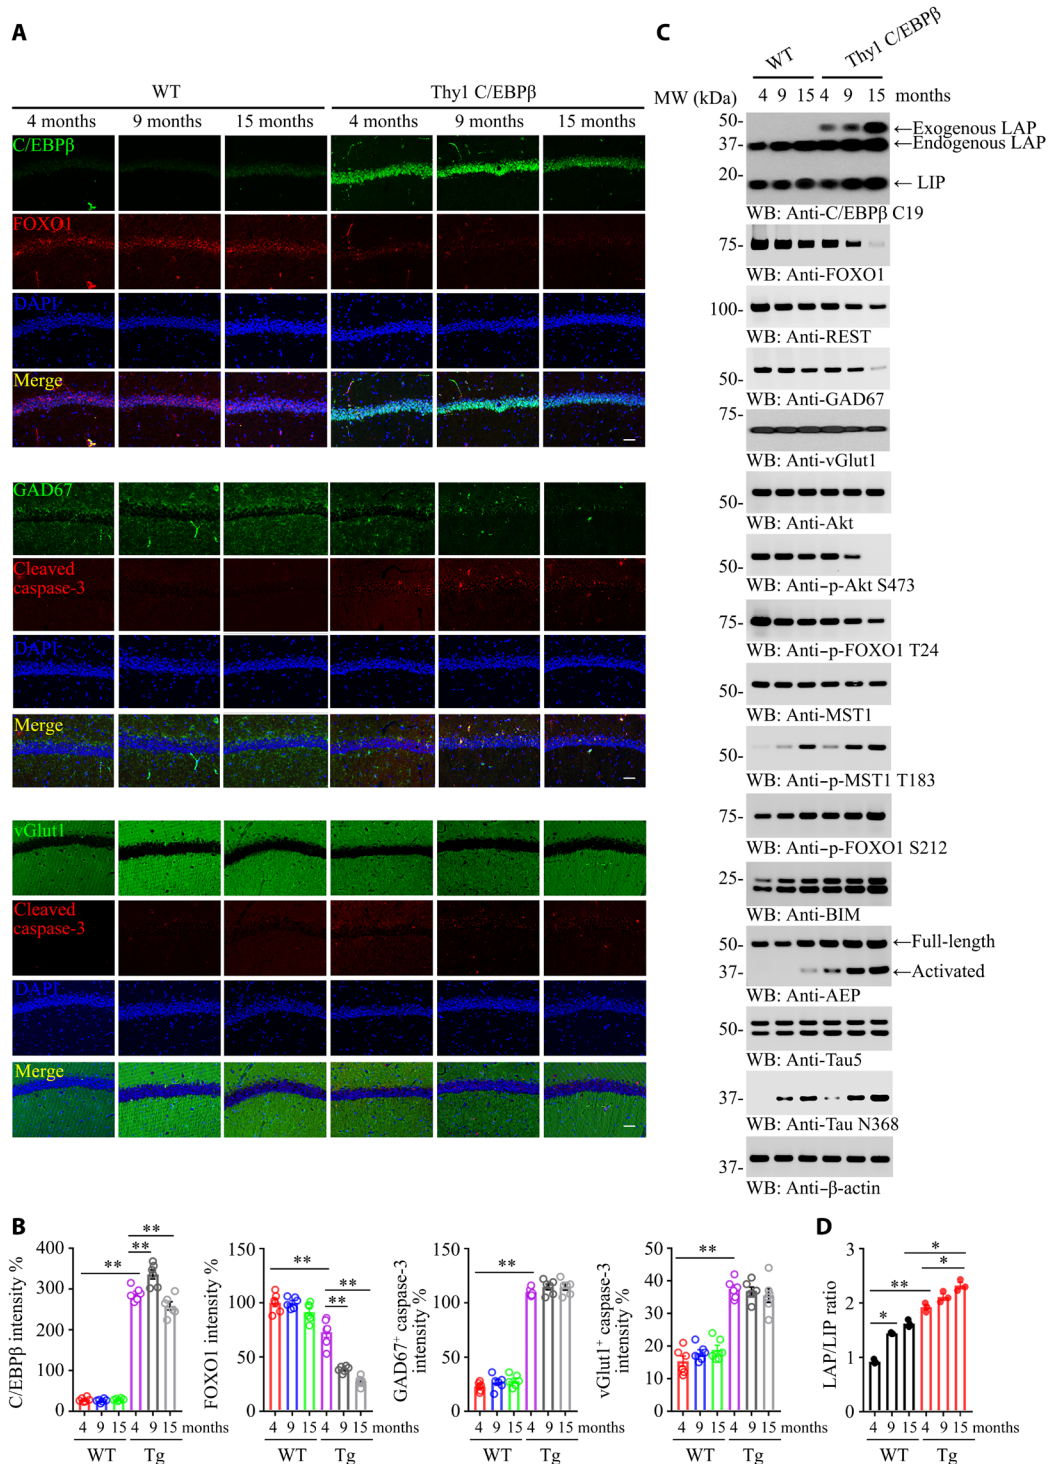 A
WT
Thy1 C/EBPβ
4 months
9 months
15 months
4 months
9 months
15 months
C/EBPβ
FOXO1
DAPI
Merge
GAD67
Cleaved
caspase-3
DAPI
Merge
vGlut1
Cleaved
caspase-3
DAPI
Merge
C
WT
Thy1 C/EBPβ
MW (kDa)
4 9 15 4 9 15 months
50-
←Exogenous LAP
37-
←Endogenous LAP
20-
← LIP
WB: Anti-C/EBPβ C19
75-
WB: Anti-FOXO1
100-
WB: Anti-REST
50-
WB: Anti-GAD67
75-
WB: Anti-vGlut1
50-
WB: Anti-Akt
50-
WB: Anti–p-Akt S473
75-
WB: Anti–p-FOXO1 T24
50-
WB: Anti-MST1
50-
WB: Anti–p-MST1 T183
75-
WB: Anti–p-FOXO1 S212
25-
WB: Anti-BIM
50-
←Full-length
37-
←Activated
WB: Anti-AEP
50-
WB: Anti-Tau5
37-
WB: Anti-Tau N368
37-
WB: Anti–β-actin
B
C/EBPβ intensity %
400
300
200
100
0
**
**
**
4 9 15 4 9 15 months
WT Tg
FOXO1 intensity %
150
100
50
0
**
**
**
4 9 15 4 9 15 months
WT Tg
GAD67⁺ caspase-3
intensity %
150
100
50
0
**
4 9 15 4 9 15 months
WT Tg
vGlut1⁺ caspase-3
intensity %
50
40
30
20
10
0
**
4 9 15 4 9 15 months
WT Tg
D
LAP/LIP ratio
3
2
1
0
*
**
*
*
4 9 15 4 9 15 months
WT Tg